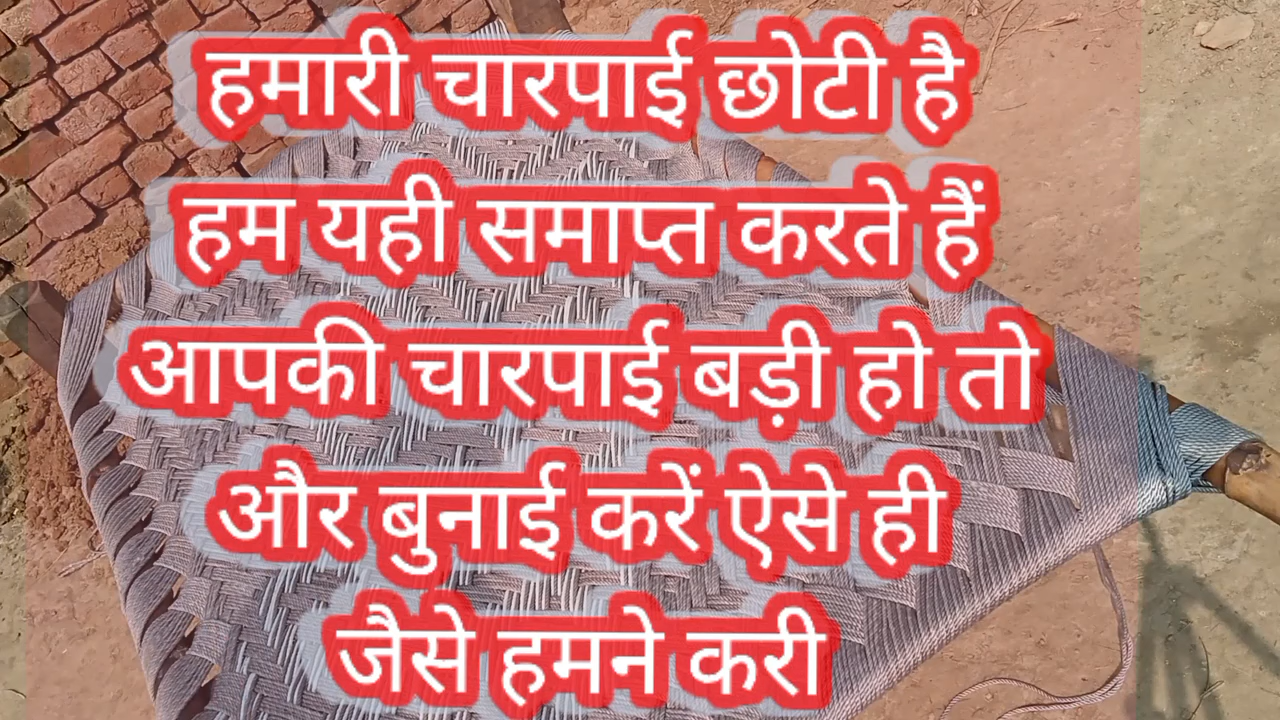 हमारी चारपाई छोटी है
हम यही समाप्त करते हैं
आपकी चारपाई बड़ी हो तो
और बुनाई करें ऐसे ही
जैसे हमने करी